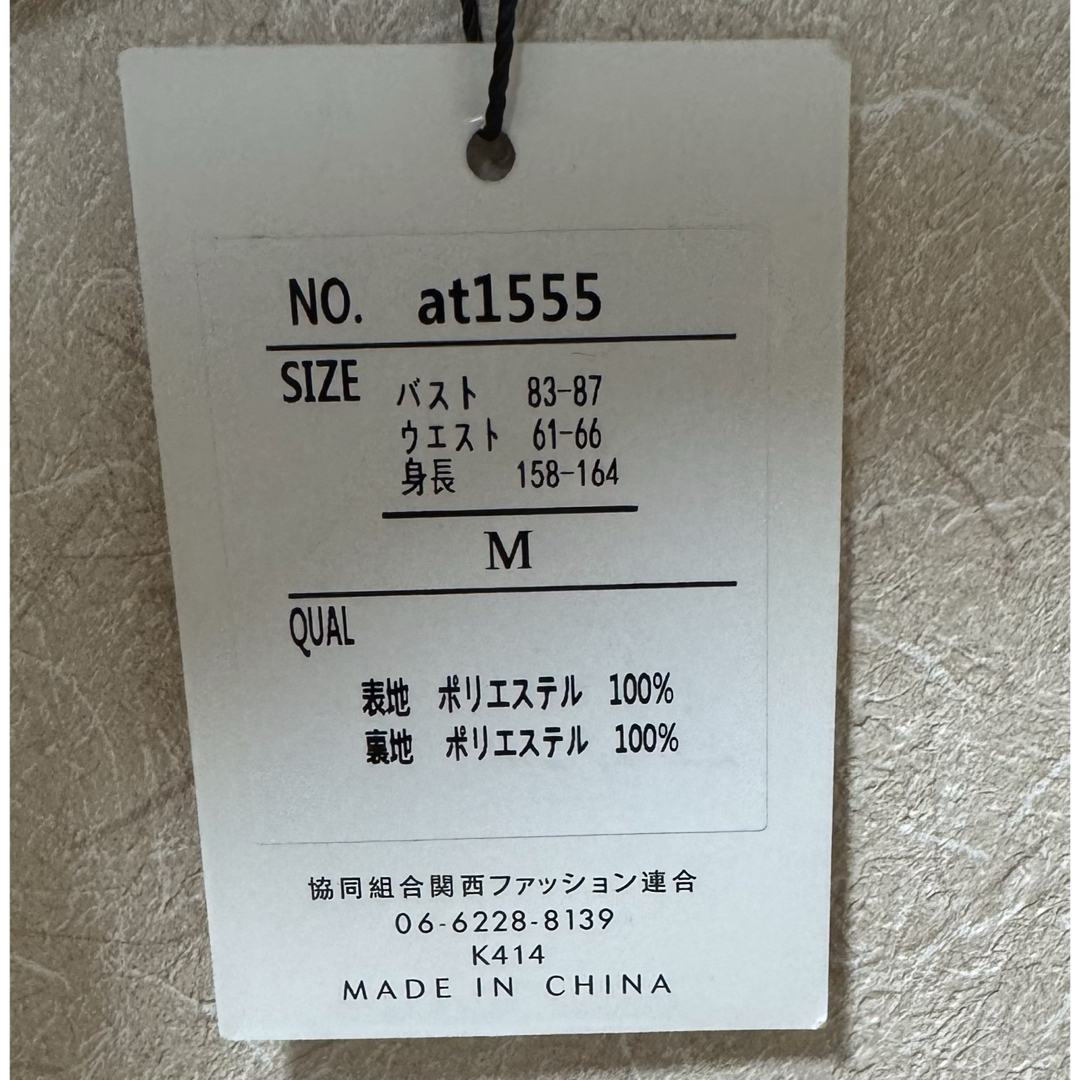 NO. at1555
SIZE バスト 83-87
ウエスト 61-66
身長 158-164
M
QUAL
表地 ポリエステル 100%
裏地 ポリエステル 100%
協同組合関西ファッション連合
06-6228-8139
K414
MADE IN CHINA